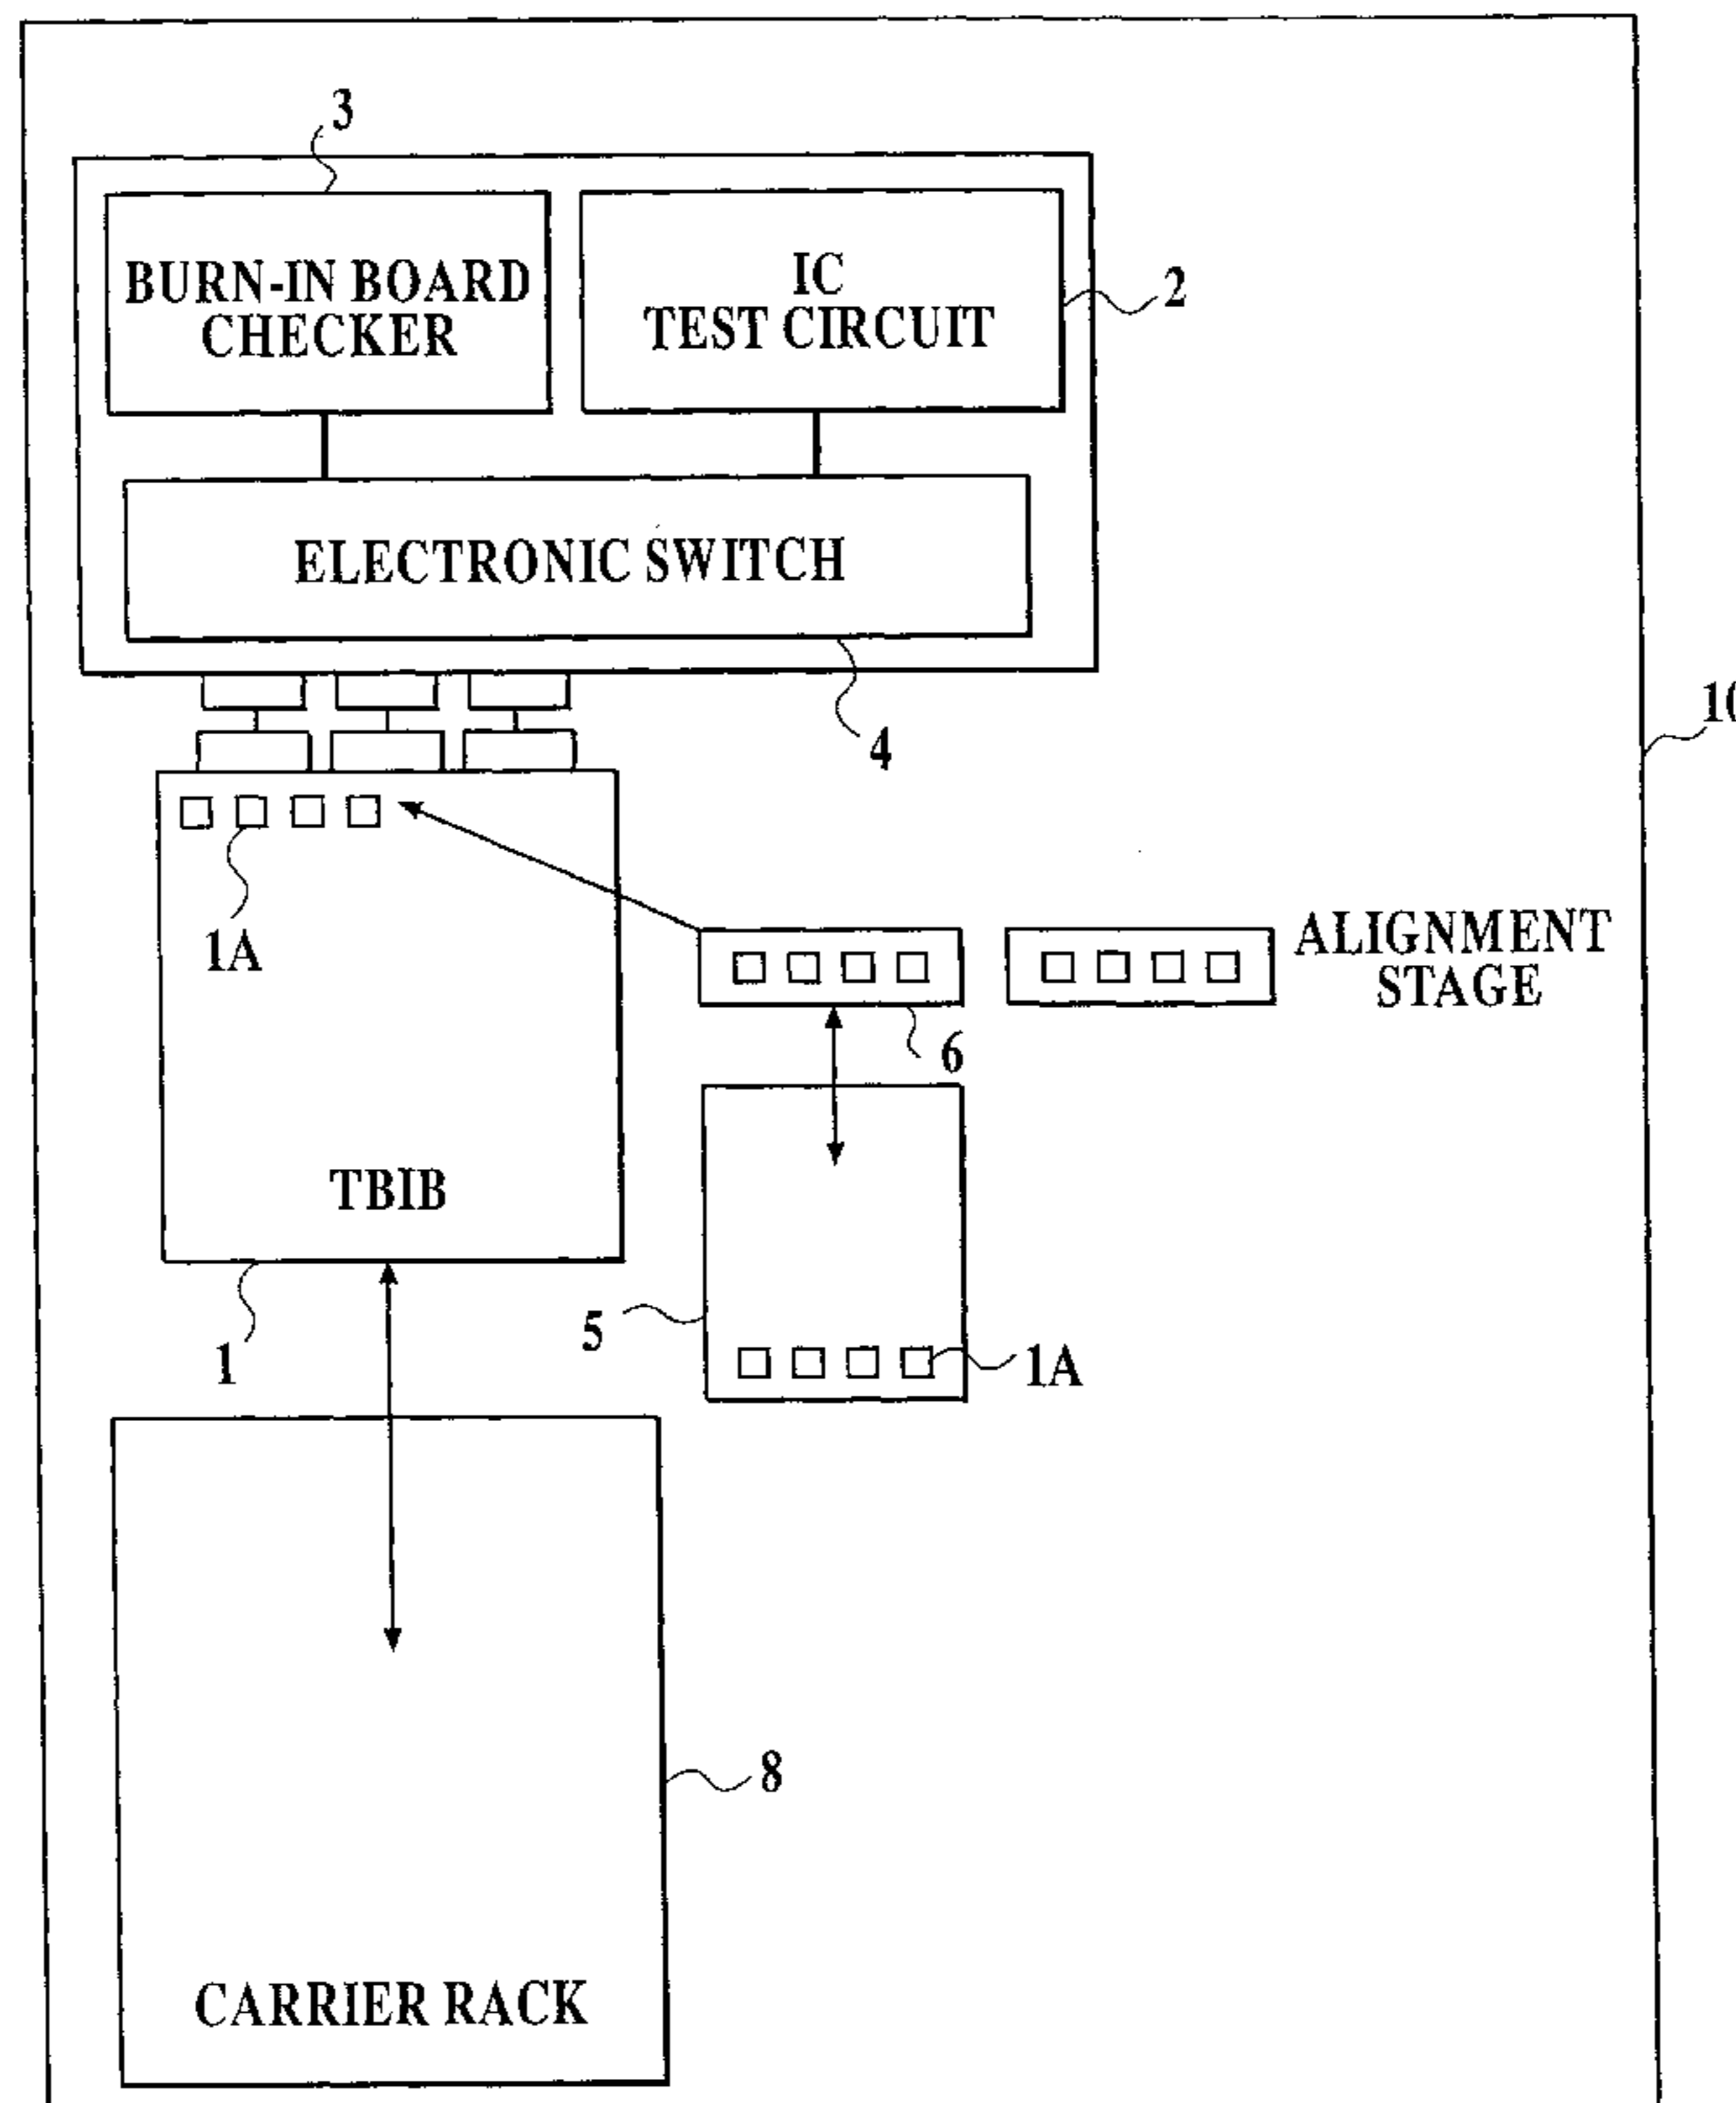 3
BURN-IN BOARD
CHECKER
IC
TEST CIRCUIT
2
ELECTRONIC SWITCH
4
10
1A
ALIGNMENT
STAGE
6
TBIB
1
5
1A
8
CARRIER RACK